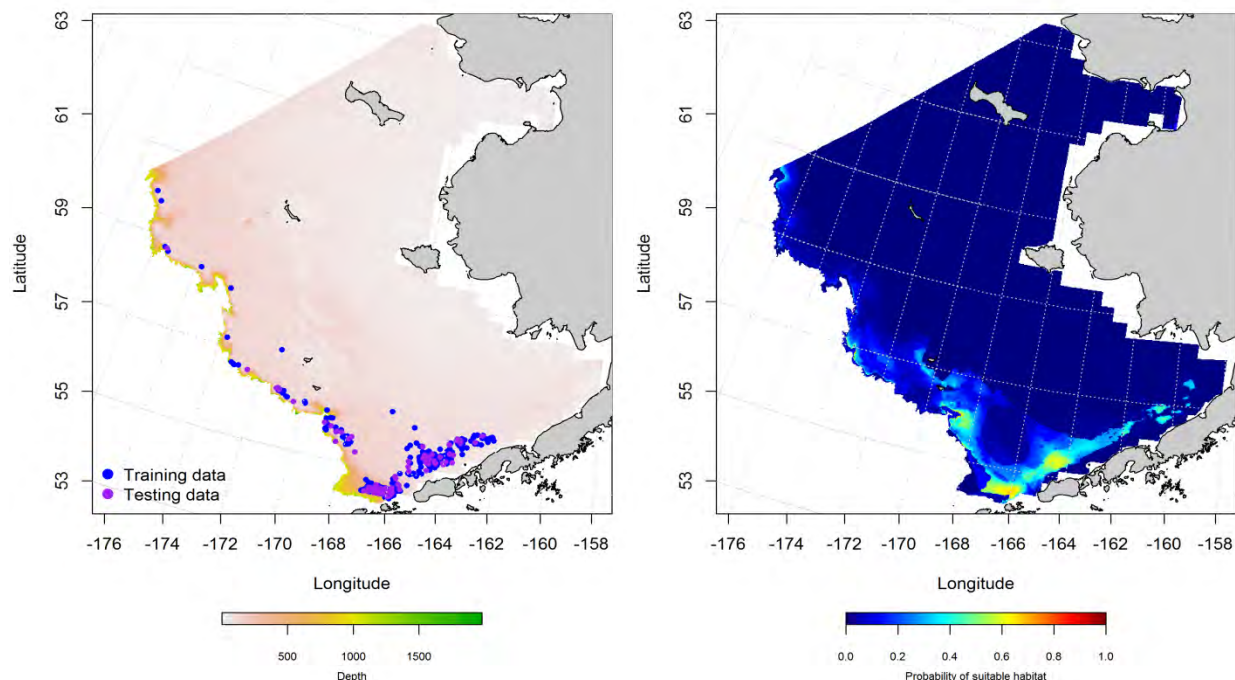 63
61
59
57
55
53
Latitude
Training data
Testing data
-176 -174 -172 -170 -168 -166 -164 -162 -160 -158
Longitude
500 1000 1500
Depth
63
61
59
57
55
53
Latitude
-176 -174 -172 -170 -168 -166 -164 -162 -160 -158
Longitude
0.0 0.2 0.4 0.6 0.8 1.0
Probability of suitable habitat